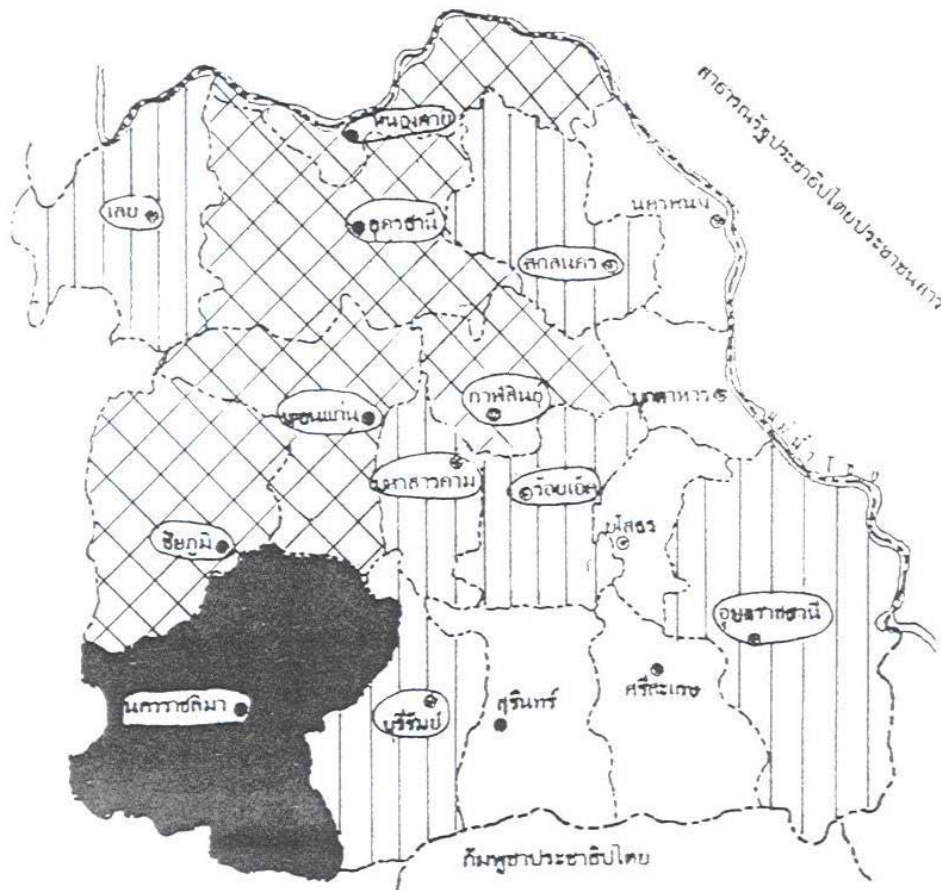 หนองคาย
สาธารณรัฐประชาธิปไตยประชาชนลาว
เลย
อุดรธานี
นครพนม
สกลนคร
กาฬสินธุ์
มุกดาหาร
ขอนแก่น
แม่น้ำโขง
มหาสารคาม
ร้อยเอ็ด
ยโสธร
ชัยภูมิ
อุบลราชธานี
ศรีสะเกษ
นครราชสีมา
บุรีรัมย์
สุรินทร์
กัมพูชาประชาธิปไตย